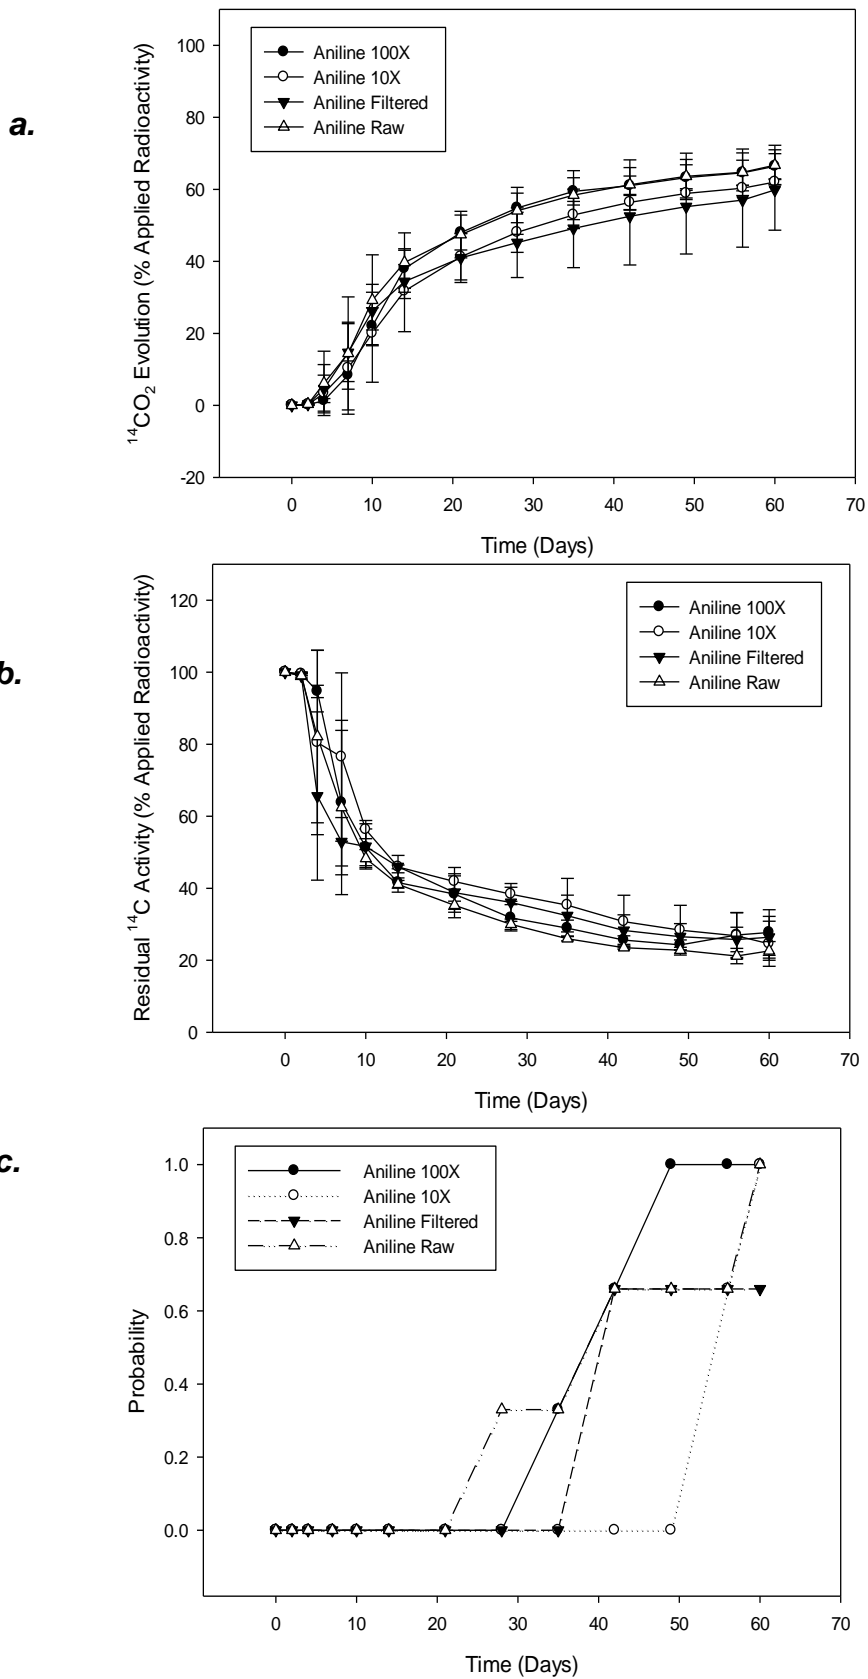 a.
100
80
60
40
20
0
-20
¹⁴CO₂ Evolution (% Applied Radioactivity)
Aniline 100X
Aniline 10X
Aniline Filtered
Aniline Raw
0 10 20 30 40 50 60 70
Time (Days)
b.
120
100
80
60
40
20
0
Residual ¹⁴C Activity (% Applied Radioactivity)
Aniline 100X
Aniline 10X
Aniline Filtered
Aniline Raw
0 10 20 30 40 50 60 70
Time (Days)
c.
1.0
0.8
0.6
0.4
0.2
0.0
Probability
Aniline 100X
Aniline 10X
Aniline Filtered
Aniline Raw
0 10 20 30 40 50 60 70
Time (Days)